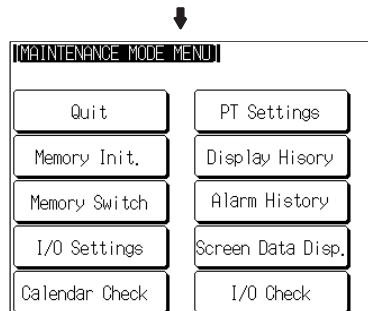 [MAINTENANCE MODE MENU]
Quit
PT Settings
Memory Init.
Display Hisory
Memory Switch
Alarm History
I/O Settings
Screen Data Disp.
Calendar Check
I/O Check